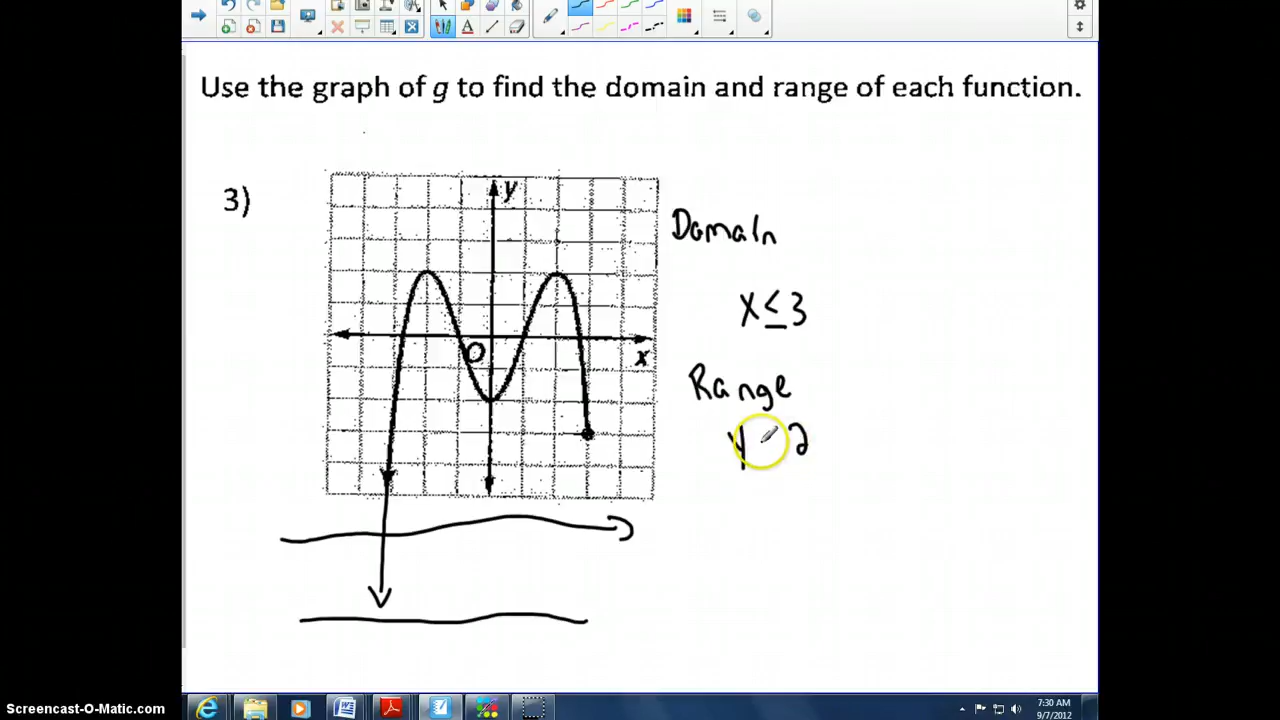 Use the graph of g to find the domain and range of each function.
3)
y
Domain
x ≤ 3
O
x
Range
y 2
Screencast-O-Matic.com
7:30 AM
9/7/2012